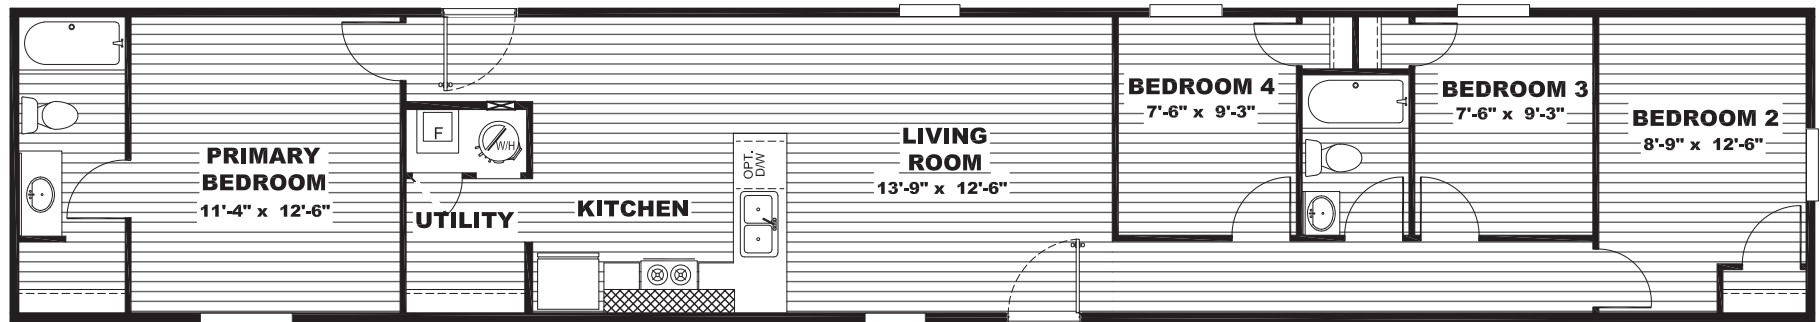 PRIMARY
BEDROOM
11'-4" x 12'-6"
F
W/H
UTILITY
KITCHEN
OPT.
D/W
LIVING
ROOM
13'-9" x 12'-6"
BEDROOM 4
7'-6" x 9'-3"
BEDROOM 3
7'-6" x 9'-3"
BEDROOM 2
8'-9" x 12'-6"